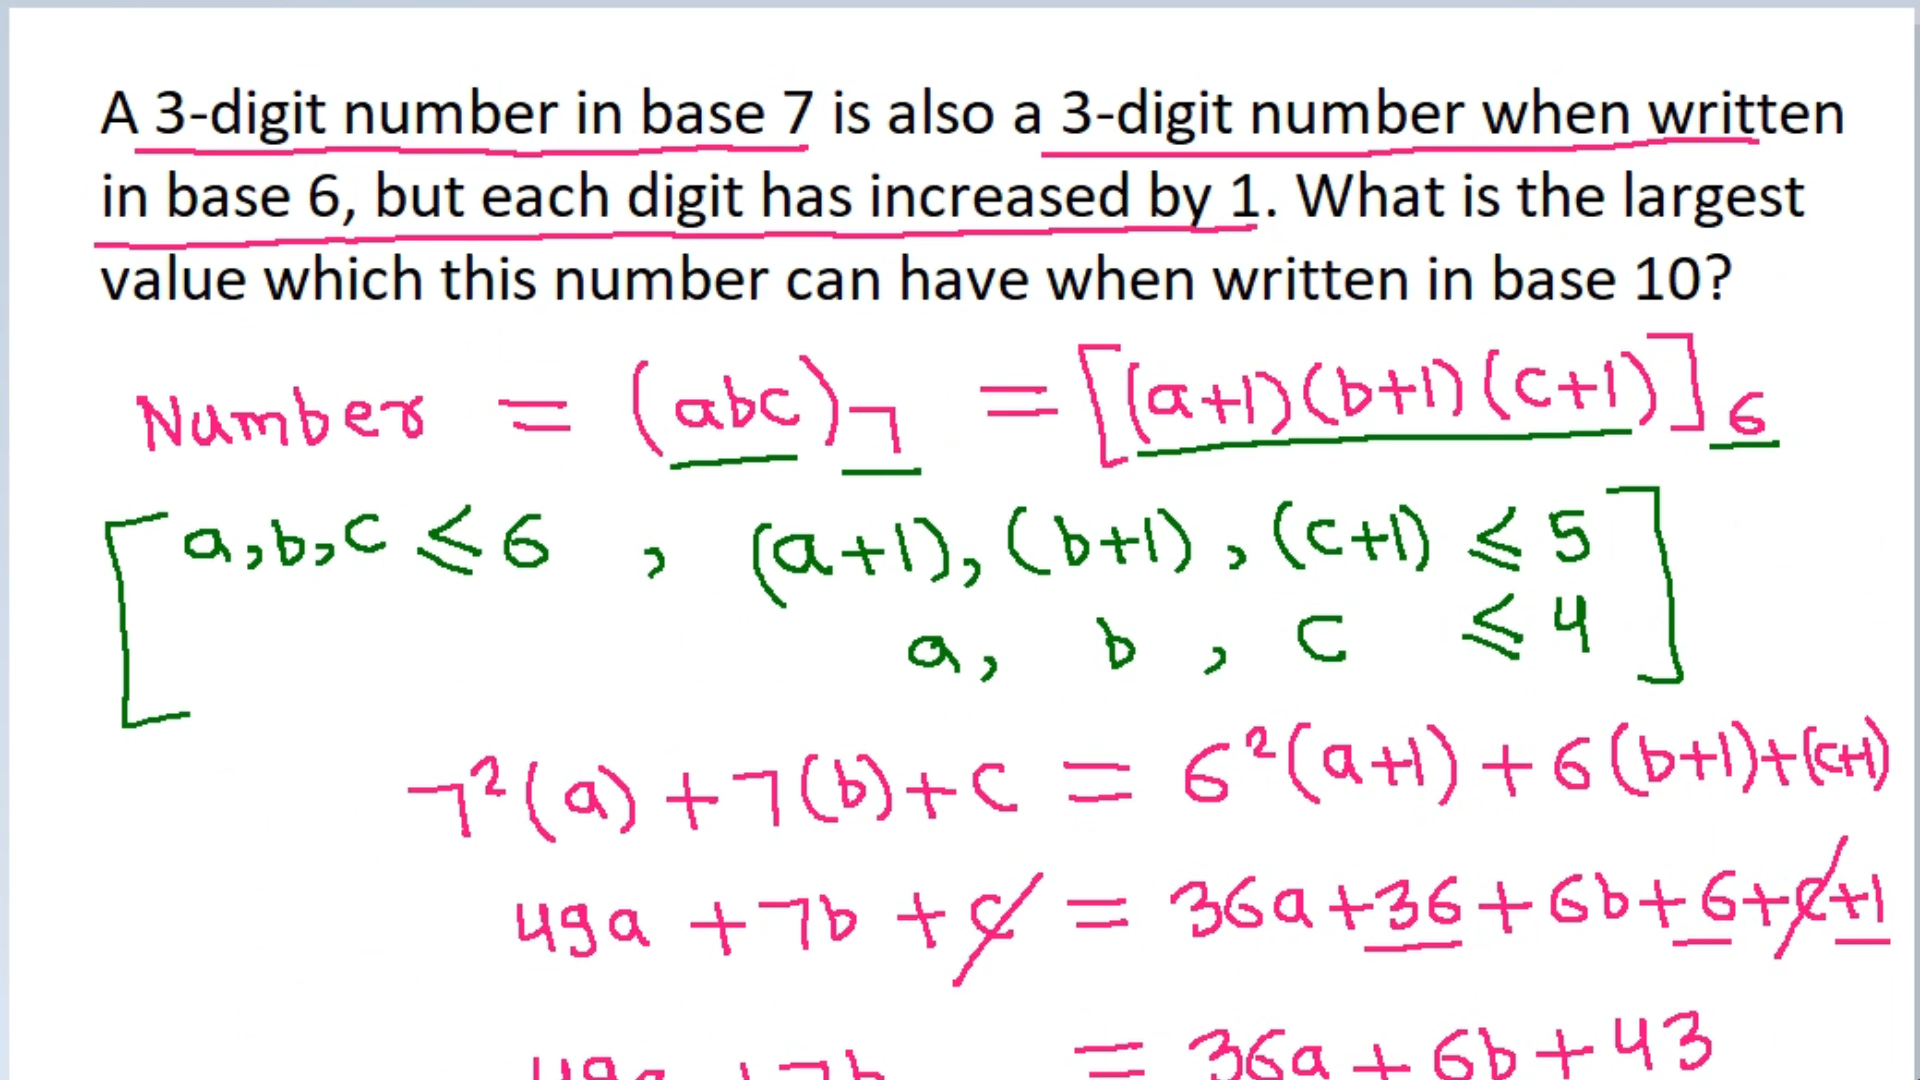 A 3-digit number in base 7 is also a 3-digit number when written
in base 6, but each digit has increased by 1. What is the largest
value which this number can have when written in base 10?
Number = (abc)₇ = [(a+1)(b+1)(c+1)]₆
[a,b,c ≤ 6 , (a+1), (b+1), (c+1) ≤ 5
a, b, c ≤ 4]
7²(a) + 7(b) + c = 6²(a+1) + 6(b+1)+(c+1)
49a + 7b + c = 36a+36+6b+6+c+1
49a + 7b = 36a + 6b + 43